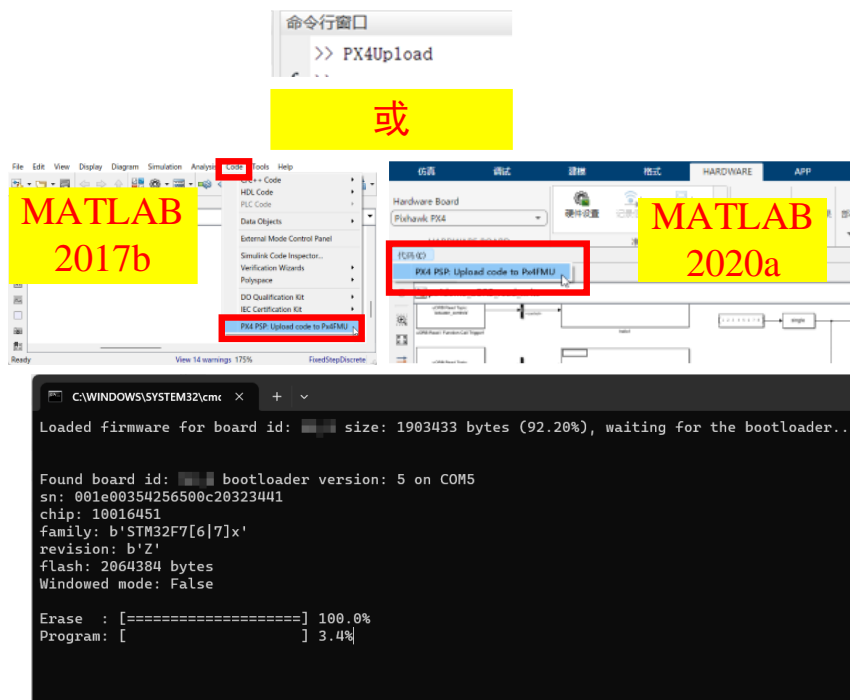 命令行窗口
>> PX4Upload
或
File Edit View Display Diagram Simulation Analysis Code Tools Help
C/C++ Code
HDL Code
PLC Code
Data Objects
External Mode Control Panel
Simulink Code Inspector...
Verification Wizards
Polyspace
DO Qualification Kit
IEC Certification Kit
PX4 PSP: Upload code to Px4FMU
MATLAB
2017b
Ready View 14 warnings 175% FixedStepDiscrete
仿真 调试 建模 格式 HARDWARE APP
Hardware Board
Pixhawk PX4
硬件设置
代码(C)
PX4 PSP: Upload code to Px4FMU
MATLAB
2020a
single
C:\WINDOWS\SYSTEM32\cmc
Loaded firmware for board id: size: 1903433 bytes (92.20%), waiting for the bootloader..
Found board id: bootloader version: 5 on COM5
sn: 001e00354256500c20323441
chip: 10016451
family: b'STM32F7[6|7]x'
revision: b'Z'
flash: 2064384 bytes
Windowed mode: False
Erase : [====================] 100.0%
Program: [ ] 3.4%